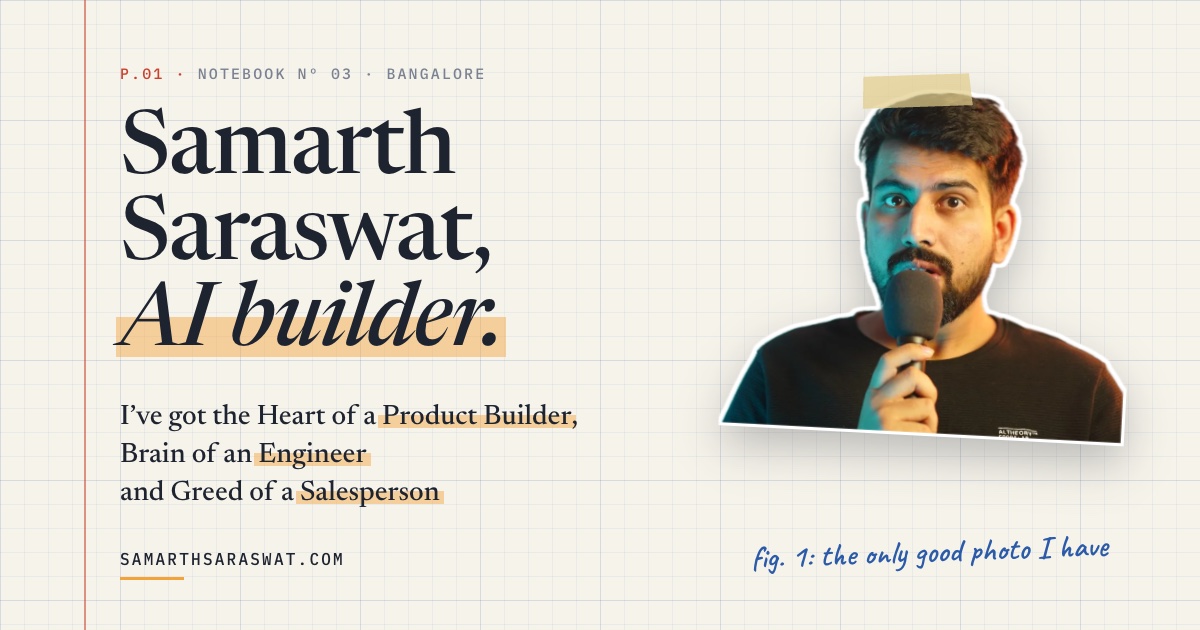 P.01 · NOTEBOOK Nº 03 · BANGALORE
Samarth
Saraswat,
AI builder.
I’ve got the Heart of a Product Builder,
Brain of an Engineer
and Greed of a Salesperson
SAMARTHSARASWAT.COM
fig. 1: the only good photo I have